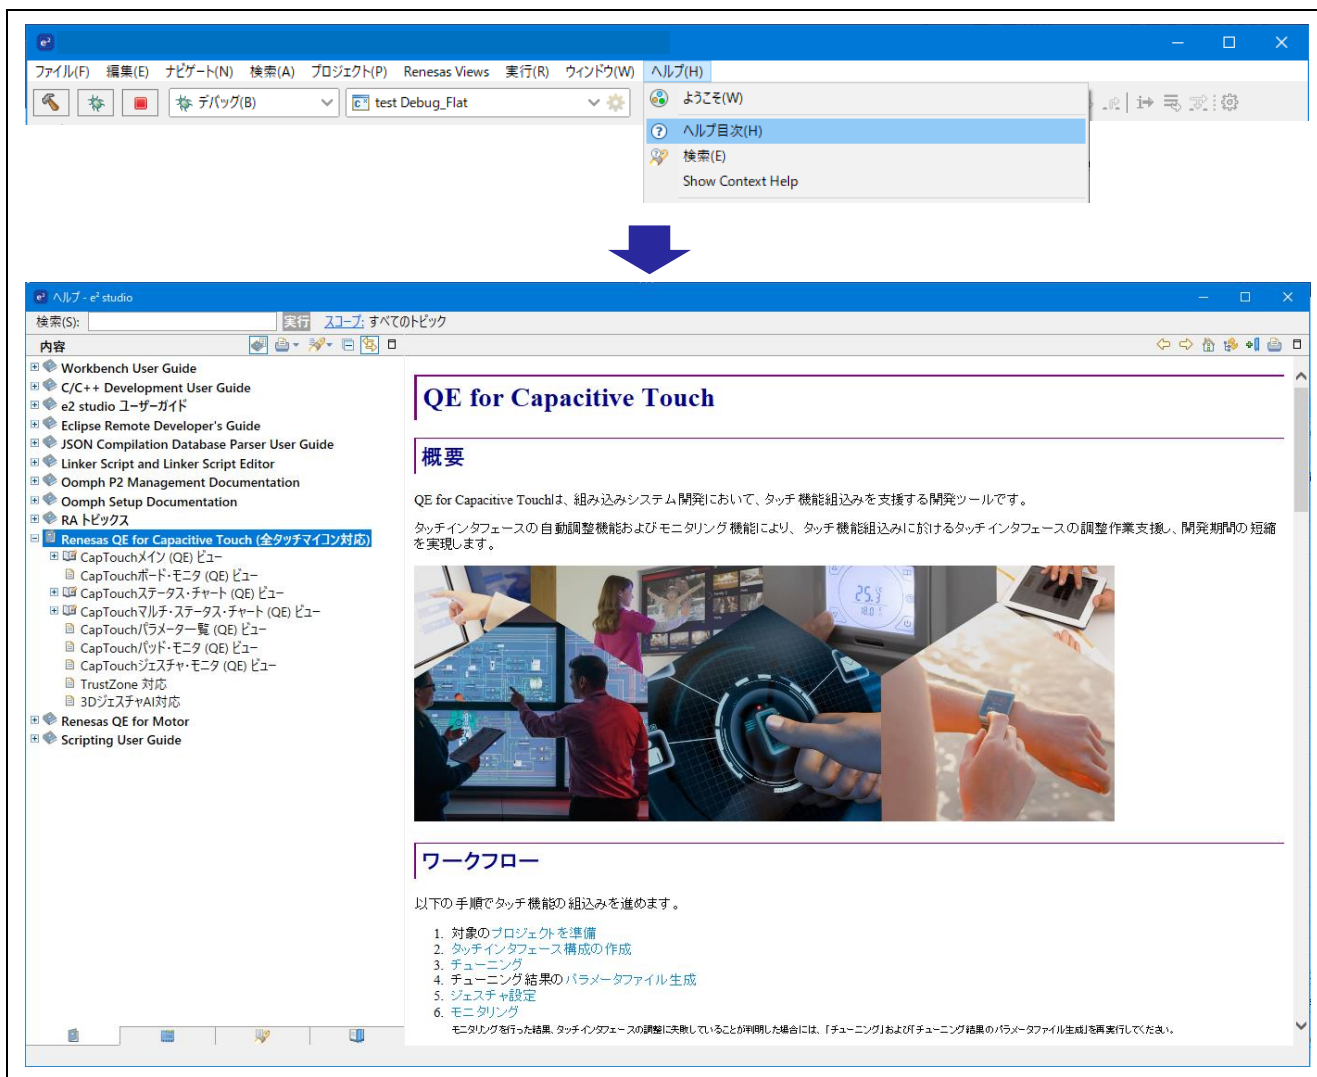 e²
ファイル(F) 編集(E) ナビゲート(N) 検索(A) プロジェクト(P) Renesas Views 実行(R) ウィンドウ(W) ヘルプ(H)
デバッグ(B) test Debug_Flat
ようこそ(W)
ヘルプ目次(H)
検索(E)
Show Context Help
ヘルプ - e² studio
検索(S): 実行 スコープ: すべてのトピック
内容
Workbench User Guide
C/C++ Development User Guide
e2 studio ユーザーガイド
Eclipse Remote Developer's Guide
JSON Compilation Database Parser User Guide
Linker Script and Linker Script Editor
Oomph P2 Management Documentation
Oomph Setup Documentation
RA トピックス
Renesas QE for Capacitive Touch (全タッチマイコン対応)
CapTouchメイン (QE) ビュー
CapTouchボード・モニタ (QE) ビュー
CapTouchステータス・チャート (QE) ビュー
CapTouchマルチ・ステータス・チャート (QE) ビュー
CapTouchパラメータ一覧 (QE) ビュー
CapTouchパッド・モニタ (QE) ビュー
CapTouchジェスチャ・モニタ (QE) ビュー
TrustZone 対応
3DジェスチャAI対応
Renesas QE for Motor
Scripting User Guide
QE for Capacitive Touch
概要
QE for Capacitive Touchは、組み込みシステム開発において、タッチ機能組込みを支援する開発ツールです。
タッチインタフェースの自動調整機能およびモニタリング機能により、タッチ機能組込みに於けるタッチインタフェースの調整作業支援し、開発期間の短縮
を実現します。
25.3
18.0
ワークフロー
以下の手順でタッチ機能の組込みを進めます。
1. 対象のプロジェクトを準備
2. タッチインタフェース構成の作成
3. チューニング
4. チューニング結果のパラメータファイル生成
5. ジェスチャ設定
6. モニタリング
モニタリングを行った結果、タッチインタフェースの調整に失敗していることが判明した場合には、「チューニング」および「チューニング結果のパラメータファイル生成」を再実行してください。